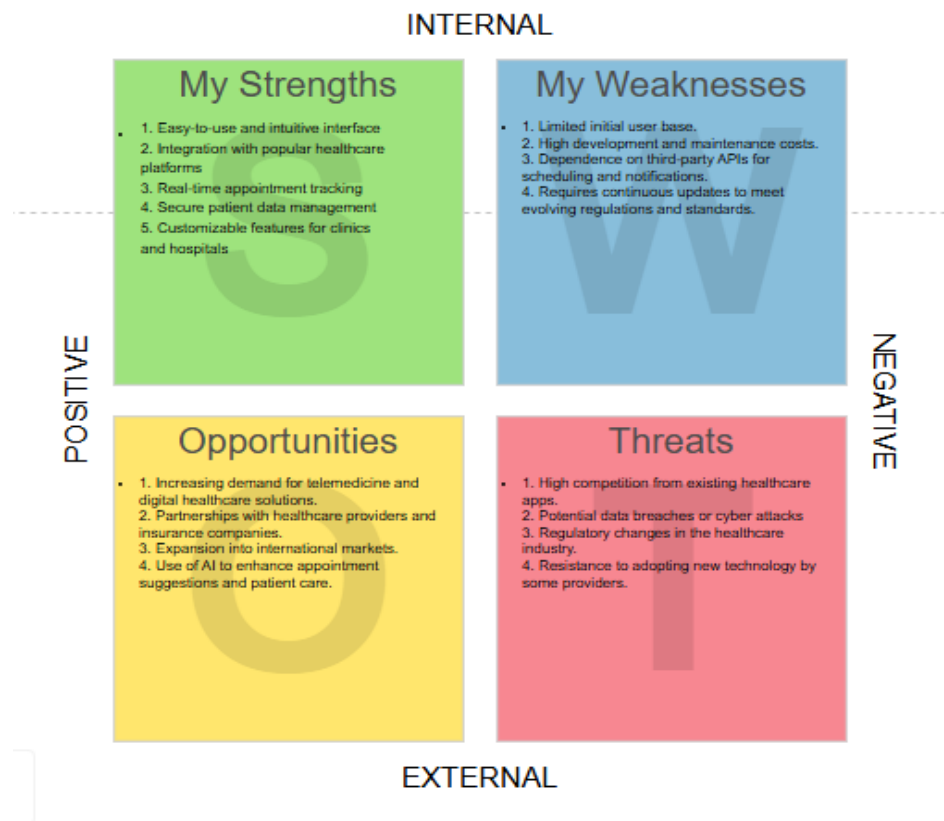 INTERNAL
My Strengths
1. Easy-to-use and intuitive interface
2. Integration with popular healthcare
platforms
3. Real-time appointment tracking
4. Secure patient data management
5. Customizable features for clinics
and hospitals
S
My Weaknesses
1. Limited initial user base.
2. High development and maintenance costs.
3. Dependence on third-party APIs for
scheduling and notifications.
4. Requires continuous updates to meet
evolving regulations and standards.
W
POSITIVE
NEGATIVE
Opportunities
1. Increasing demand for telemedicine and
digital healthcare solutions.
2. Partnerships with healthcare providers and
insurance companies.
3. Expansion into international markets.
4. Use of AI to enhance appointment
suggestions and patient care.
O
Threats
1. High competition from existing healthcare
apps.
2. Potential data breaches or cyber attacks
3. Regulatory changes in the healthcare
industry.
4. Resistance to adopting new technology by
some providers.
T
EXTERNAL